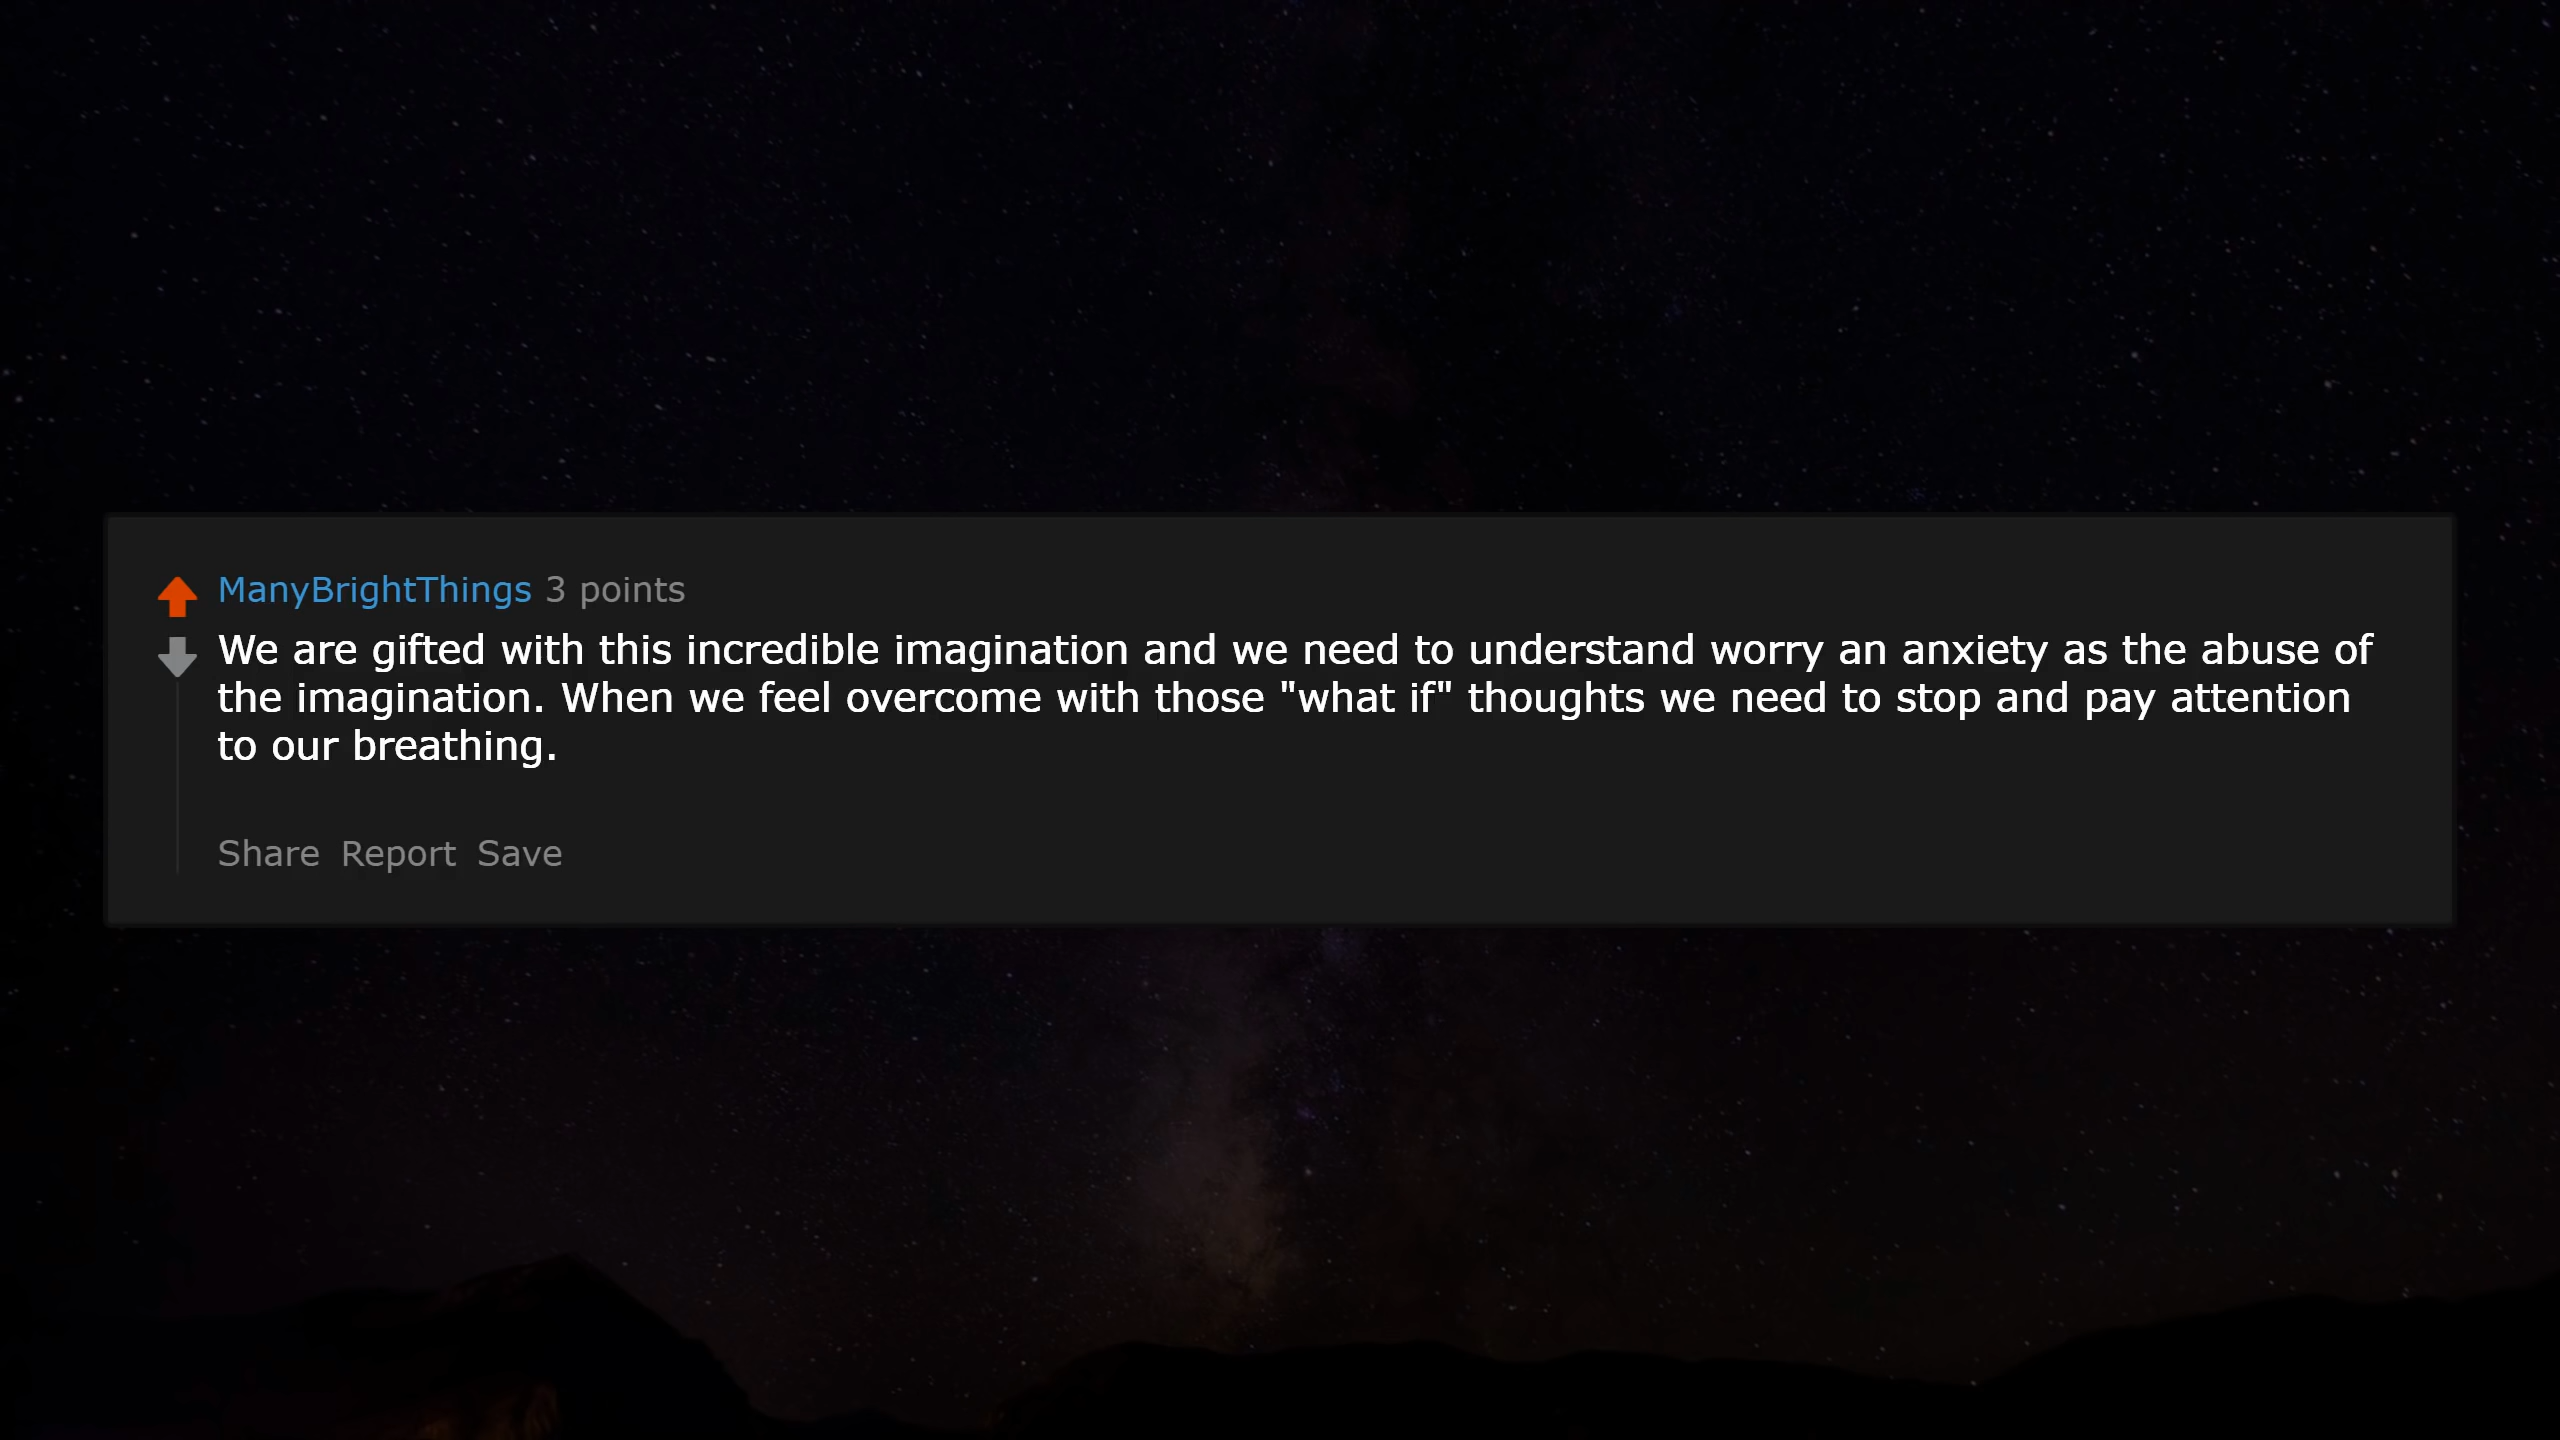 ManyBrightThings 3 points
We are gifted with this incredible imagination and we need to understand worry an anxiety as the abuse of
the imagination. When we feel overcome with those "what if" thoughts we need to stop and pay attention
to our breathing.
Share Report Save